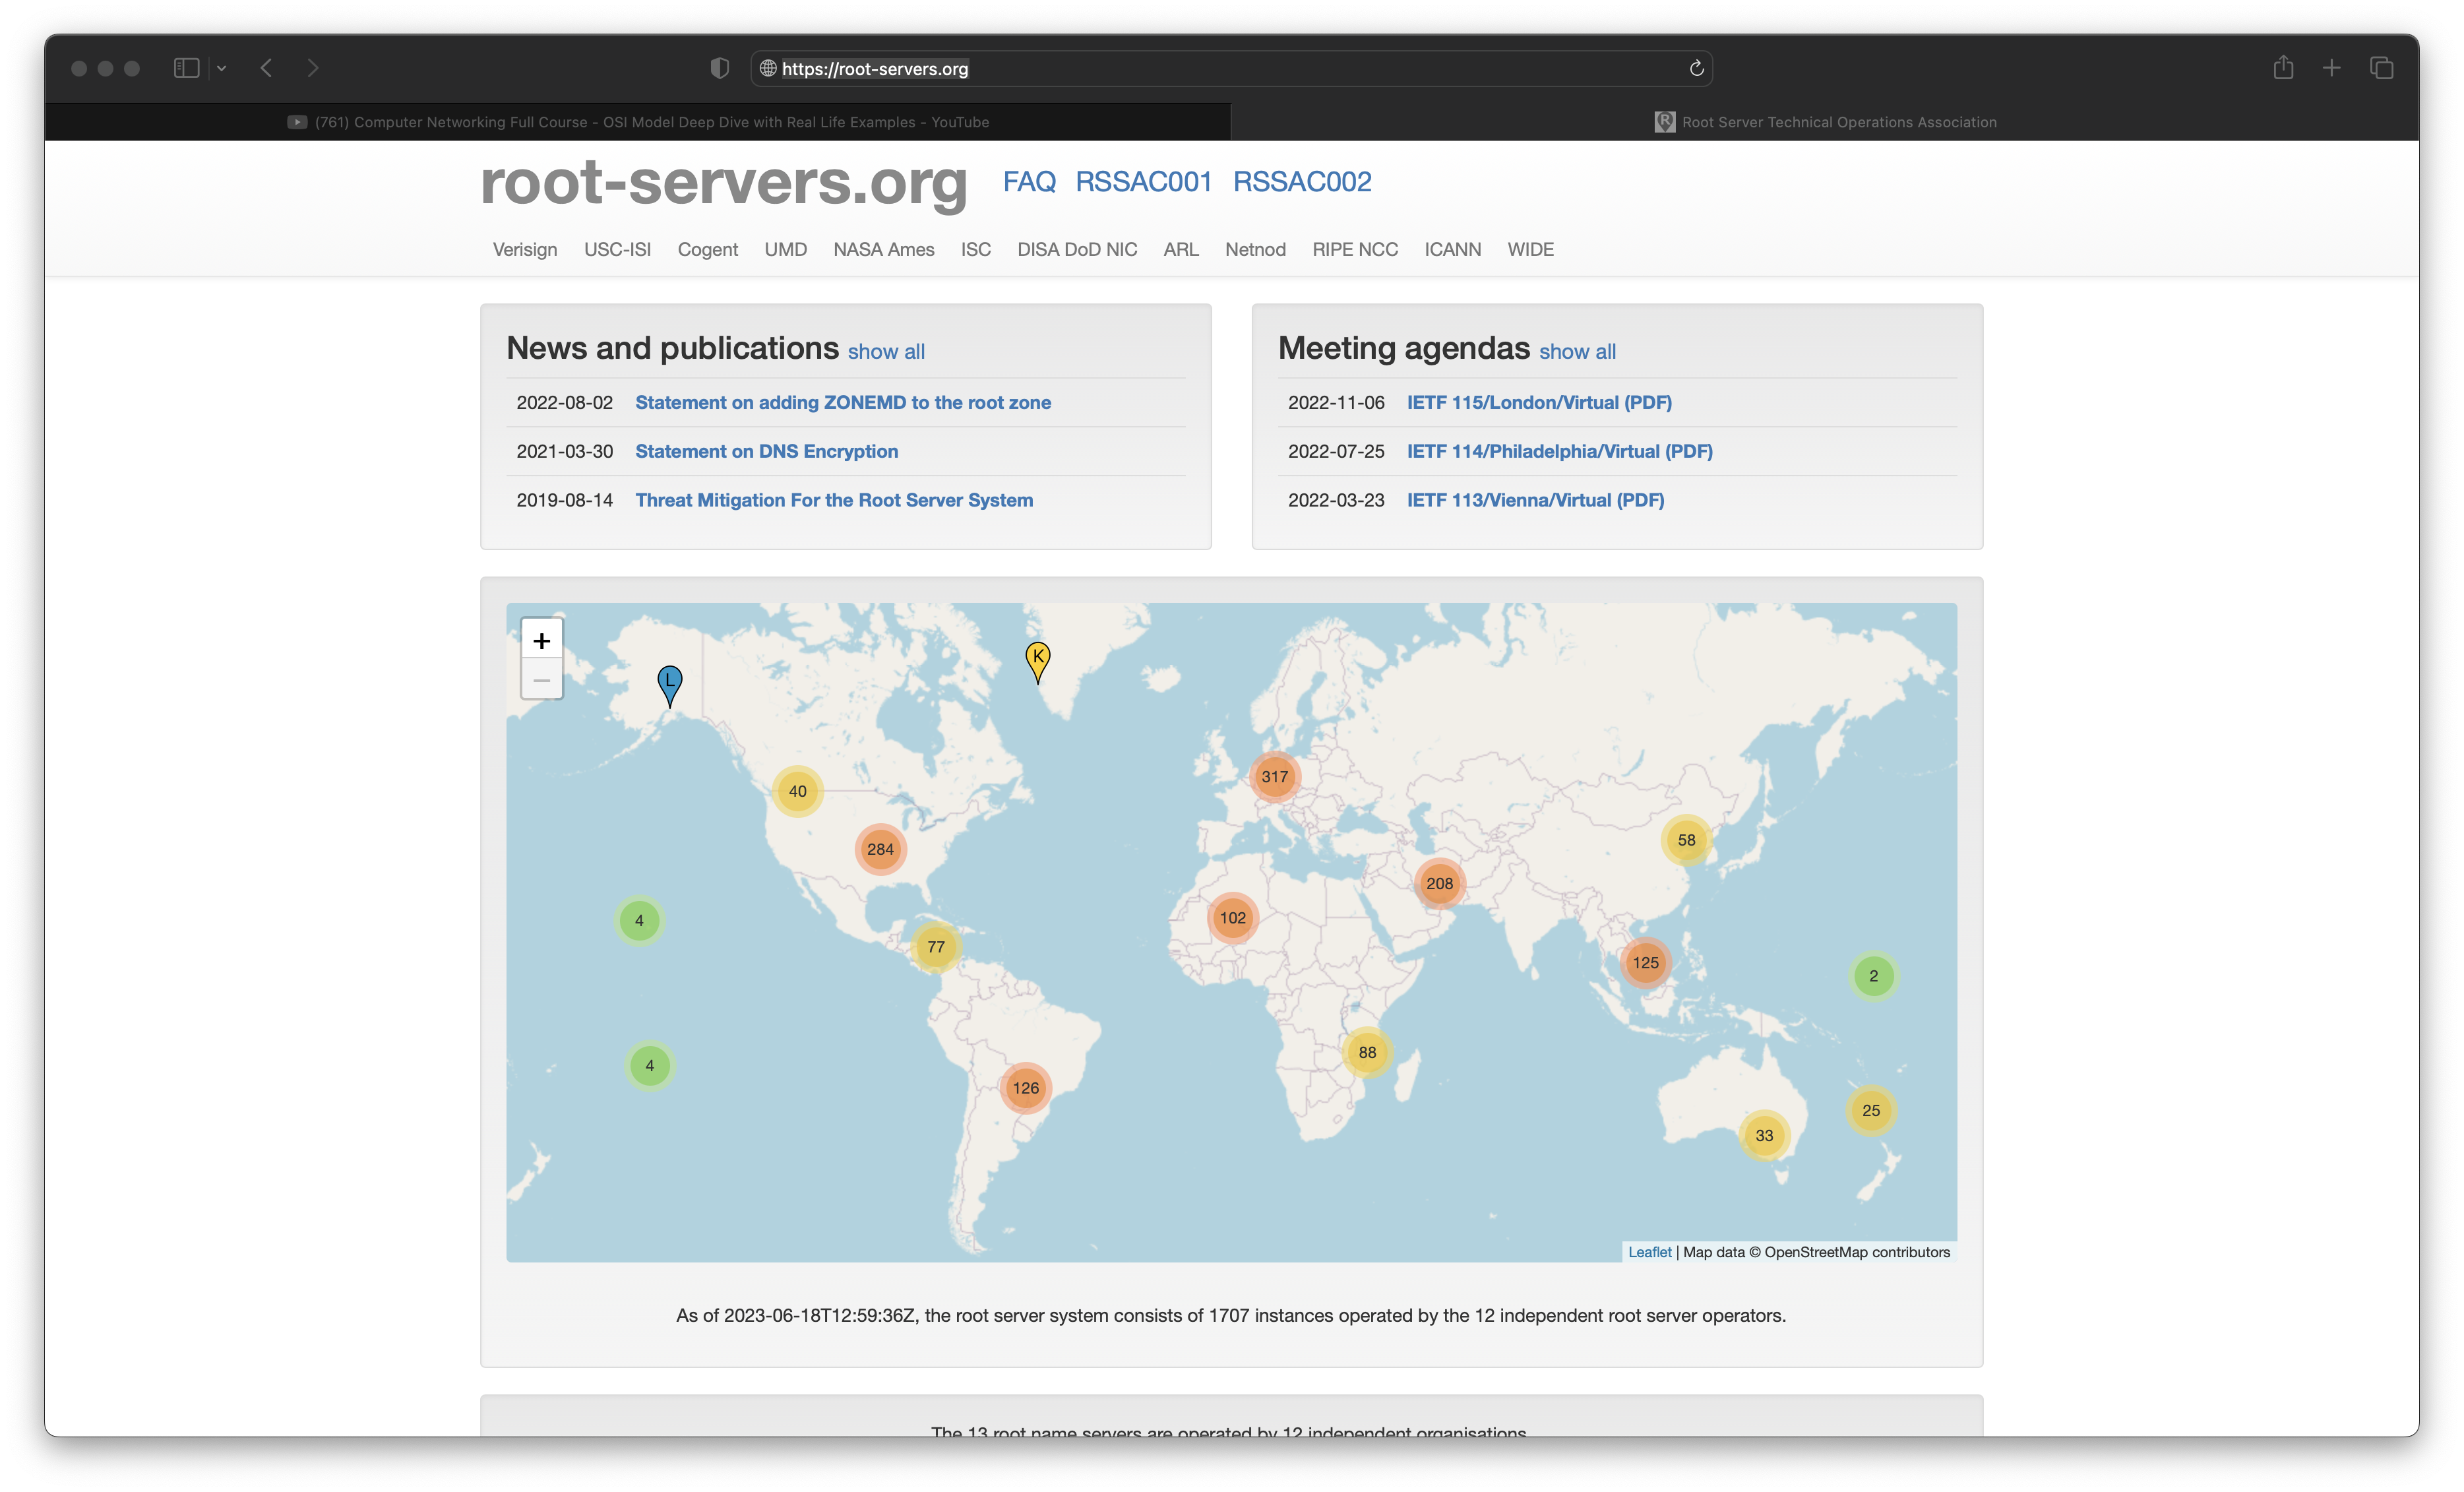 https://root-servers.org
(761) Computer Networking Full Course - OSI Model Deep Dive with Real Life Examples - YouTube
Root Server Technical Operations Association
root-servers.org FAQ RSSAC001 RSSAC002
Verisign USC-ISI Cogent UMD NASA Ames ISC DISA DoD NIC ARL Netnod RIPE NCC ICANN WIDE
News and publications show all
2022-08-02 Statement on adding ZONEMD to the root zone
2021-03-30 Statement on DNS Encryption
2019-08-14 Threat Mitigation For the Root Server System
Meeting agendas show all
2022-11-06 IETF 115/London/Virtual (PDF)
2022-07-25 IETF 114/Philadelphia/Virtual (PDF)
2022-03-23 IETF 113/Vienna/Virtual (PDF)
+
−
K
L
317
40
58
284
208
102
4
77
125
2
88
4
126
25
33
Leaflet | Map data © OpenStreetMap contributors
As of 2023-06-18T12:59:36Z, the root server system consists of 1707 instances operated by the 12 independent root server operators.
The 13 root name servers are operated by 12 independent organisations